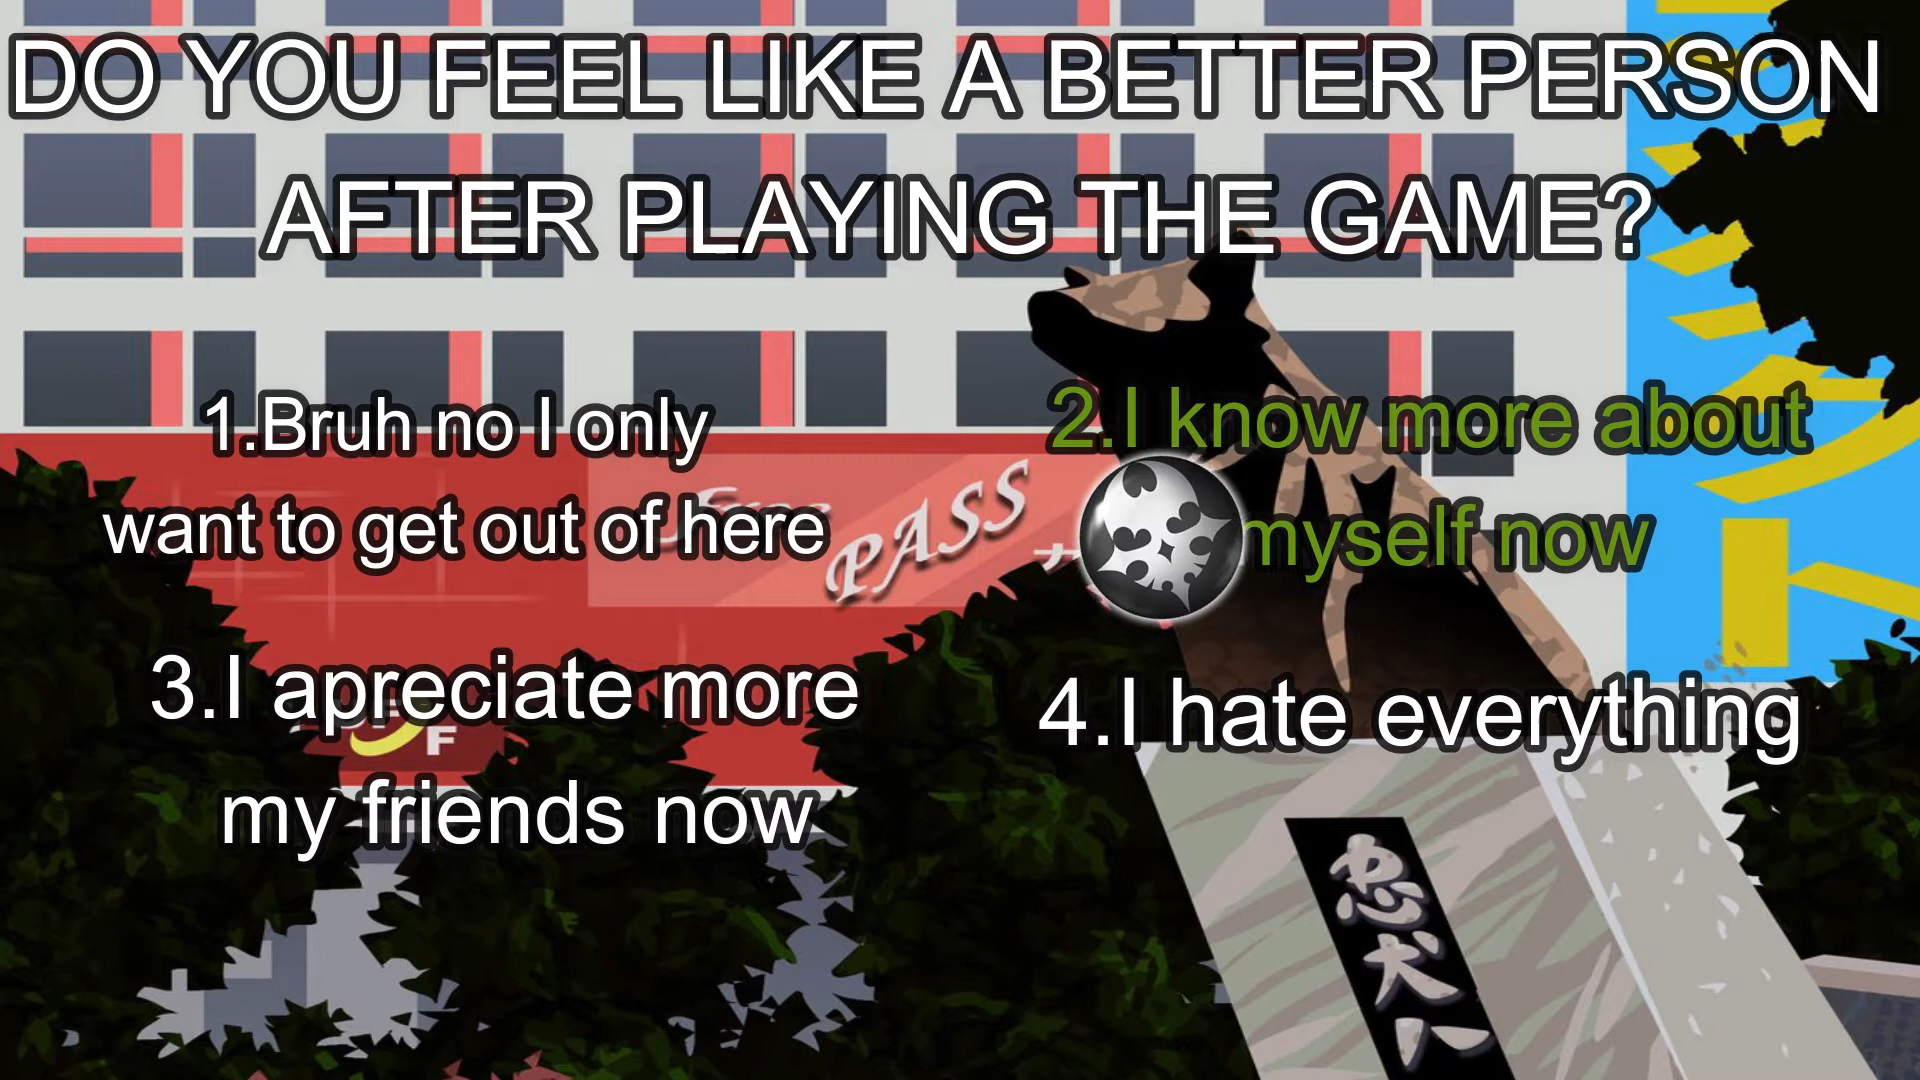 DO YOU FEEL LIKE A BETTER PERSON
AFTER PLAYING THE GAME?
1.Bruh no I only
want to get out of here
2.I know more about
myself now
PASS
3.I apreciate more
my friends now
4.I hate everything
F
忠犬ハ